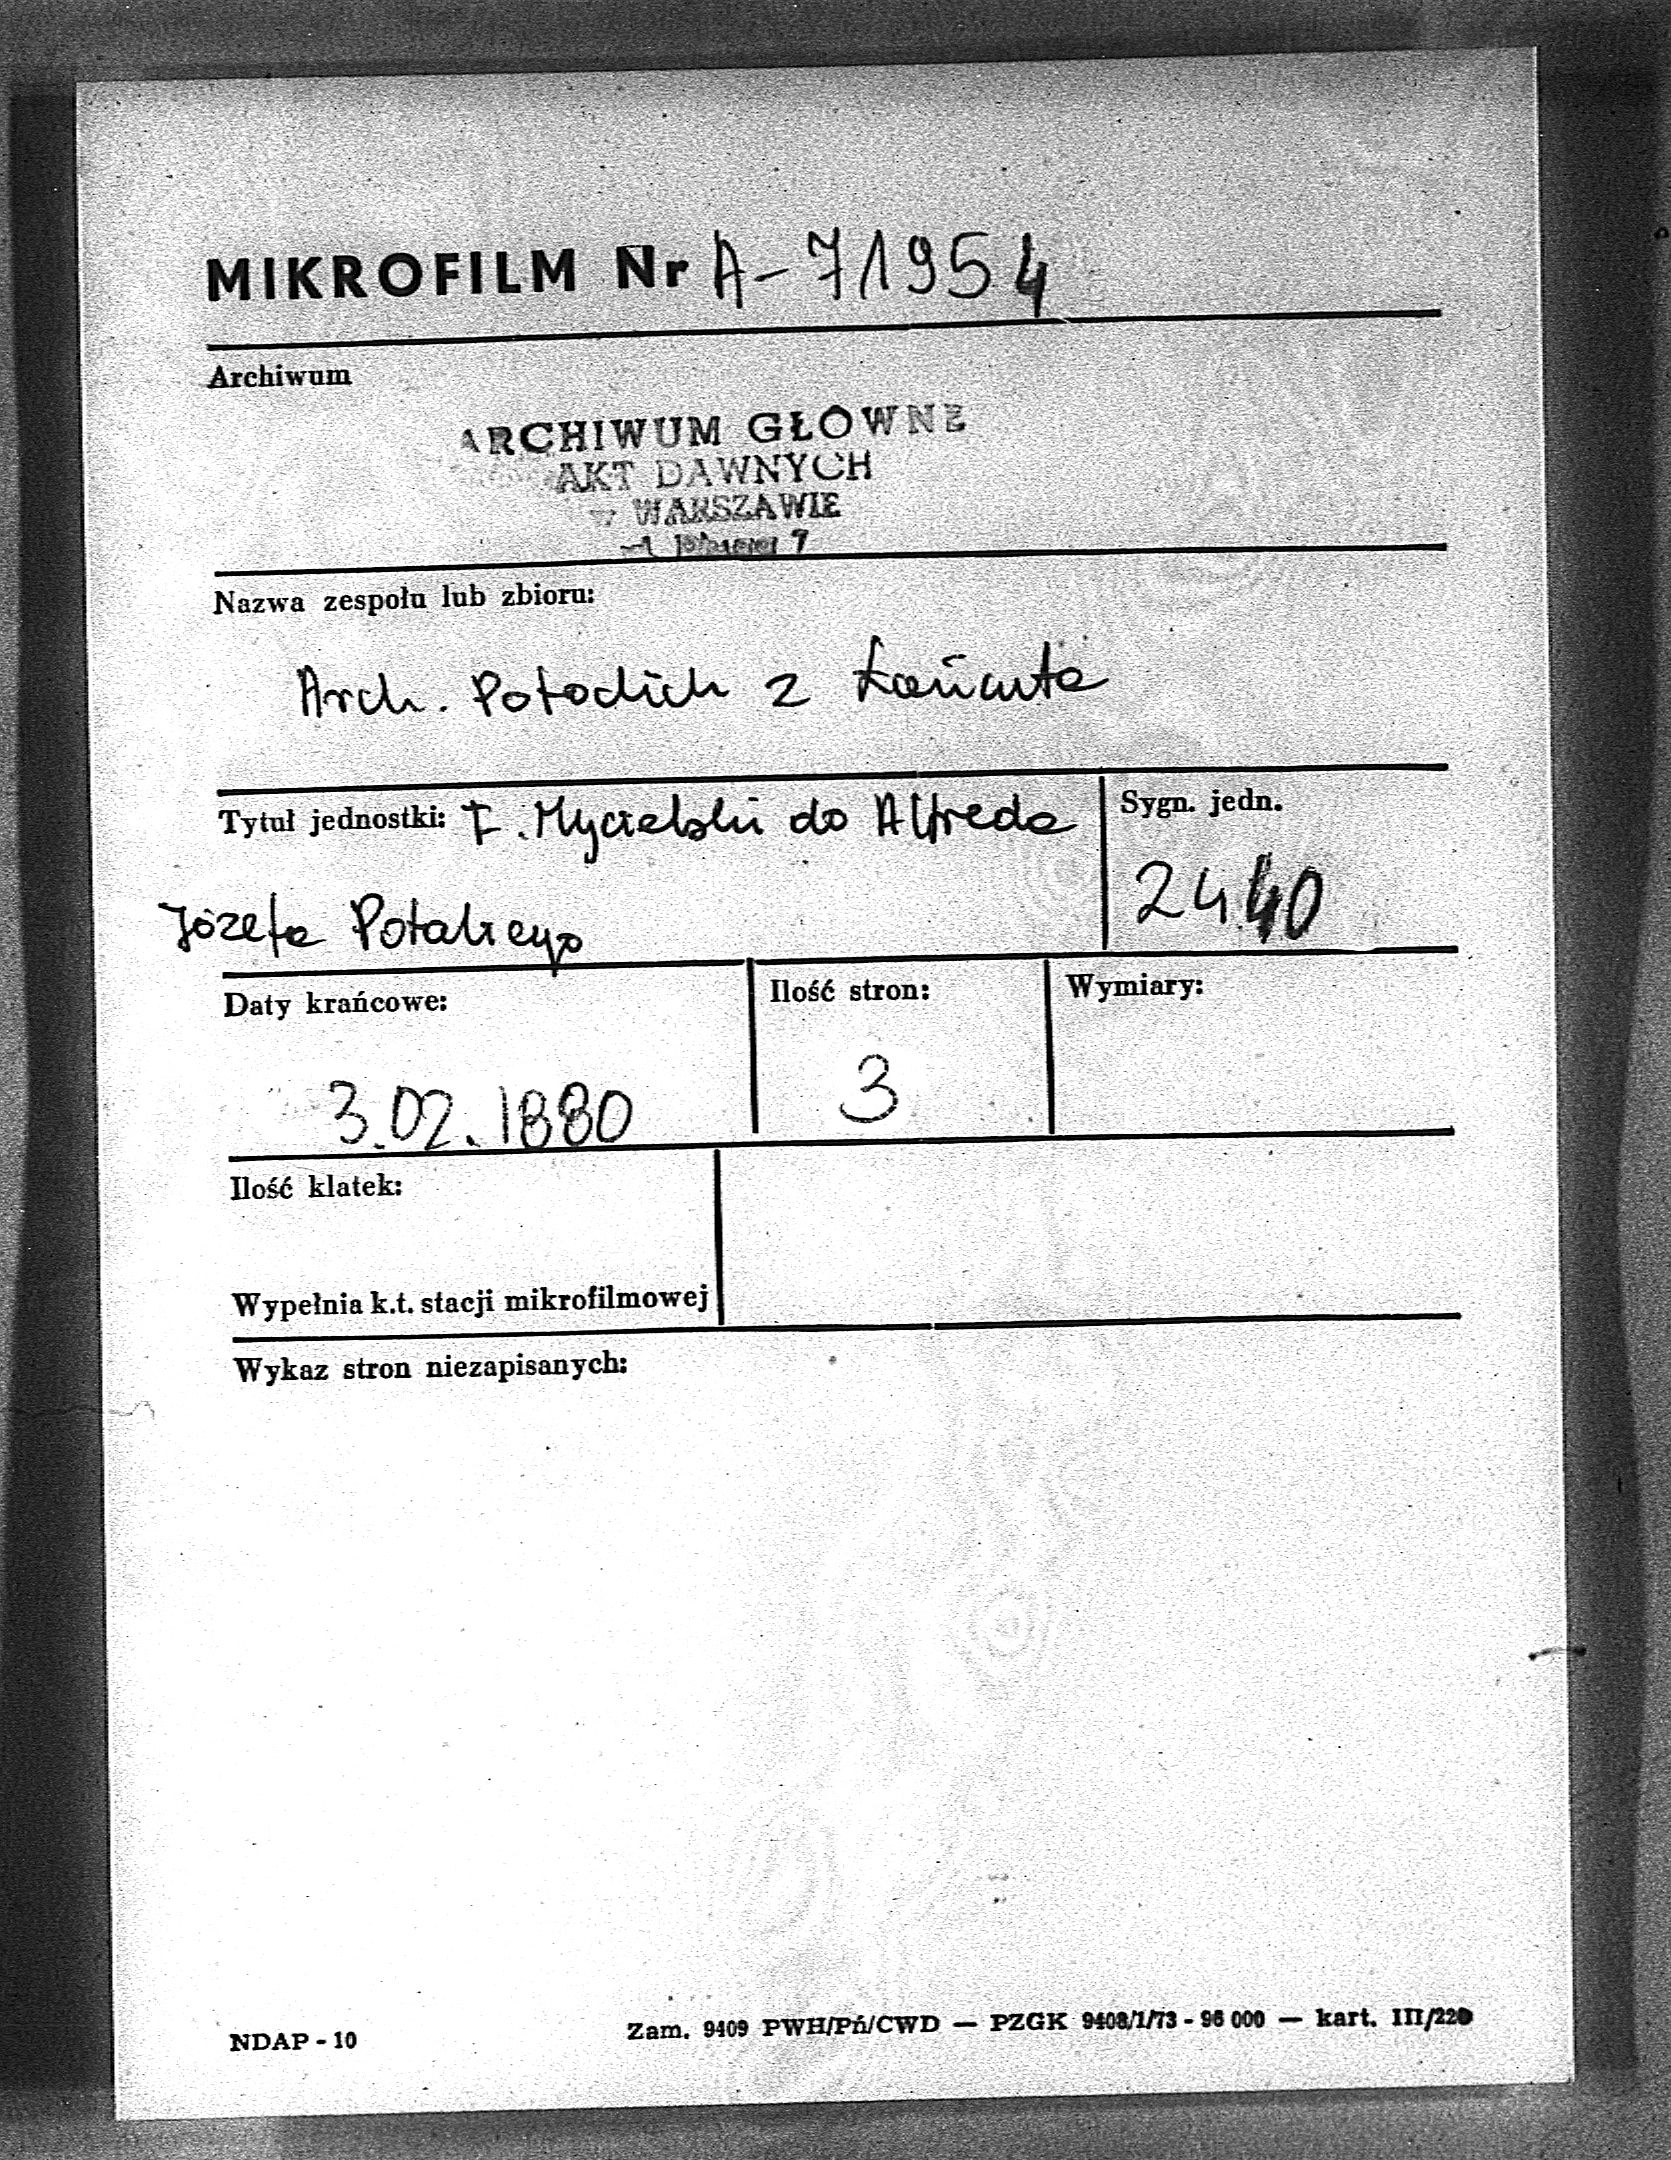 MIKROFILM Nr A-71954
Archiwum
ARCHIWUM GŁÓWNE
AKT DAWNYCH
w WARSZAWIE
7
Nazwa zespołu lub zbioru:
Arch. Potockich z Łańcuta
Tytuł jednostki: F. Mycielski do Alfreda
Józefa Potockiego
Sygn. jedn.
2440
Daty krańcowe:
Ilość stron:
Wymiary:
3.02.1880
3
Ilość klatek:
Wypełnia k.t. stacji mikrofilmowej
Wykaz stron niezapisanych:
NDAP - 10
Zam. 9409 PWH/Pń/CWD — PZGK 9408/1/73 - 96 000 — kart. III/220